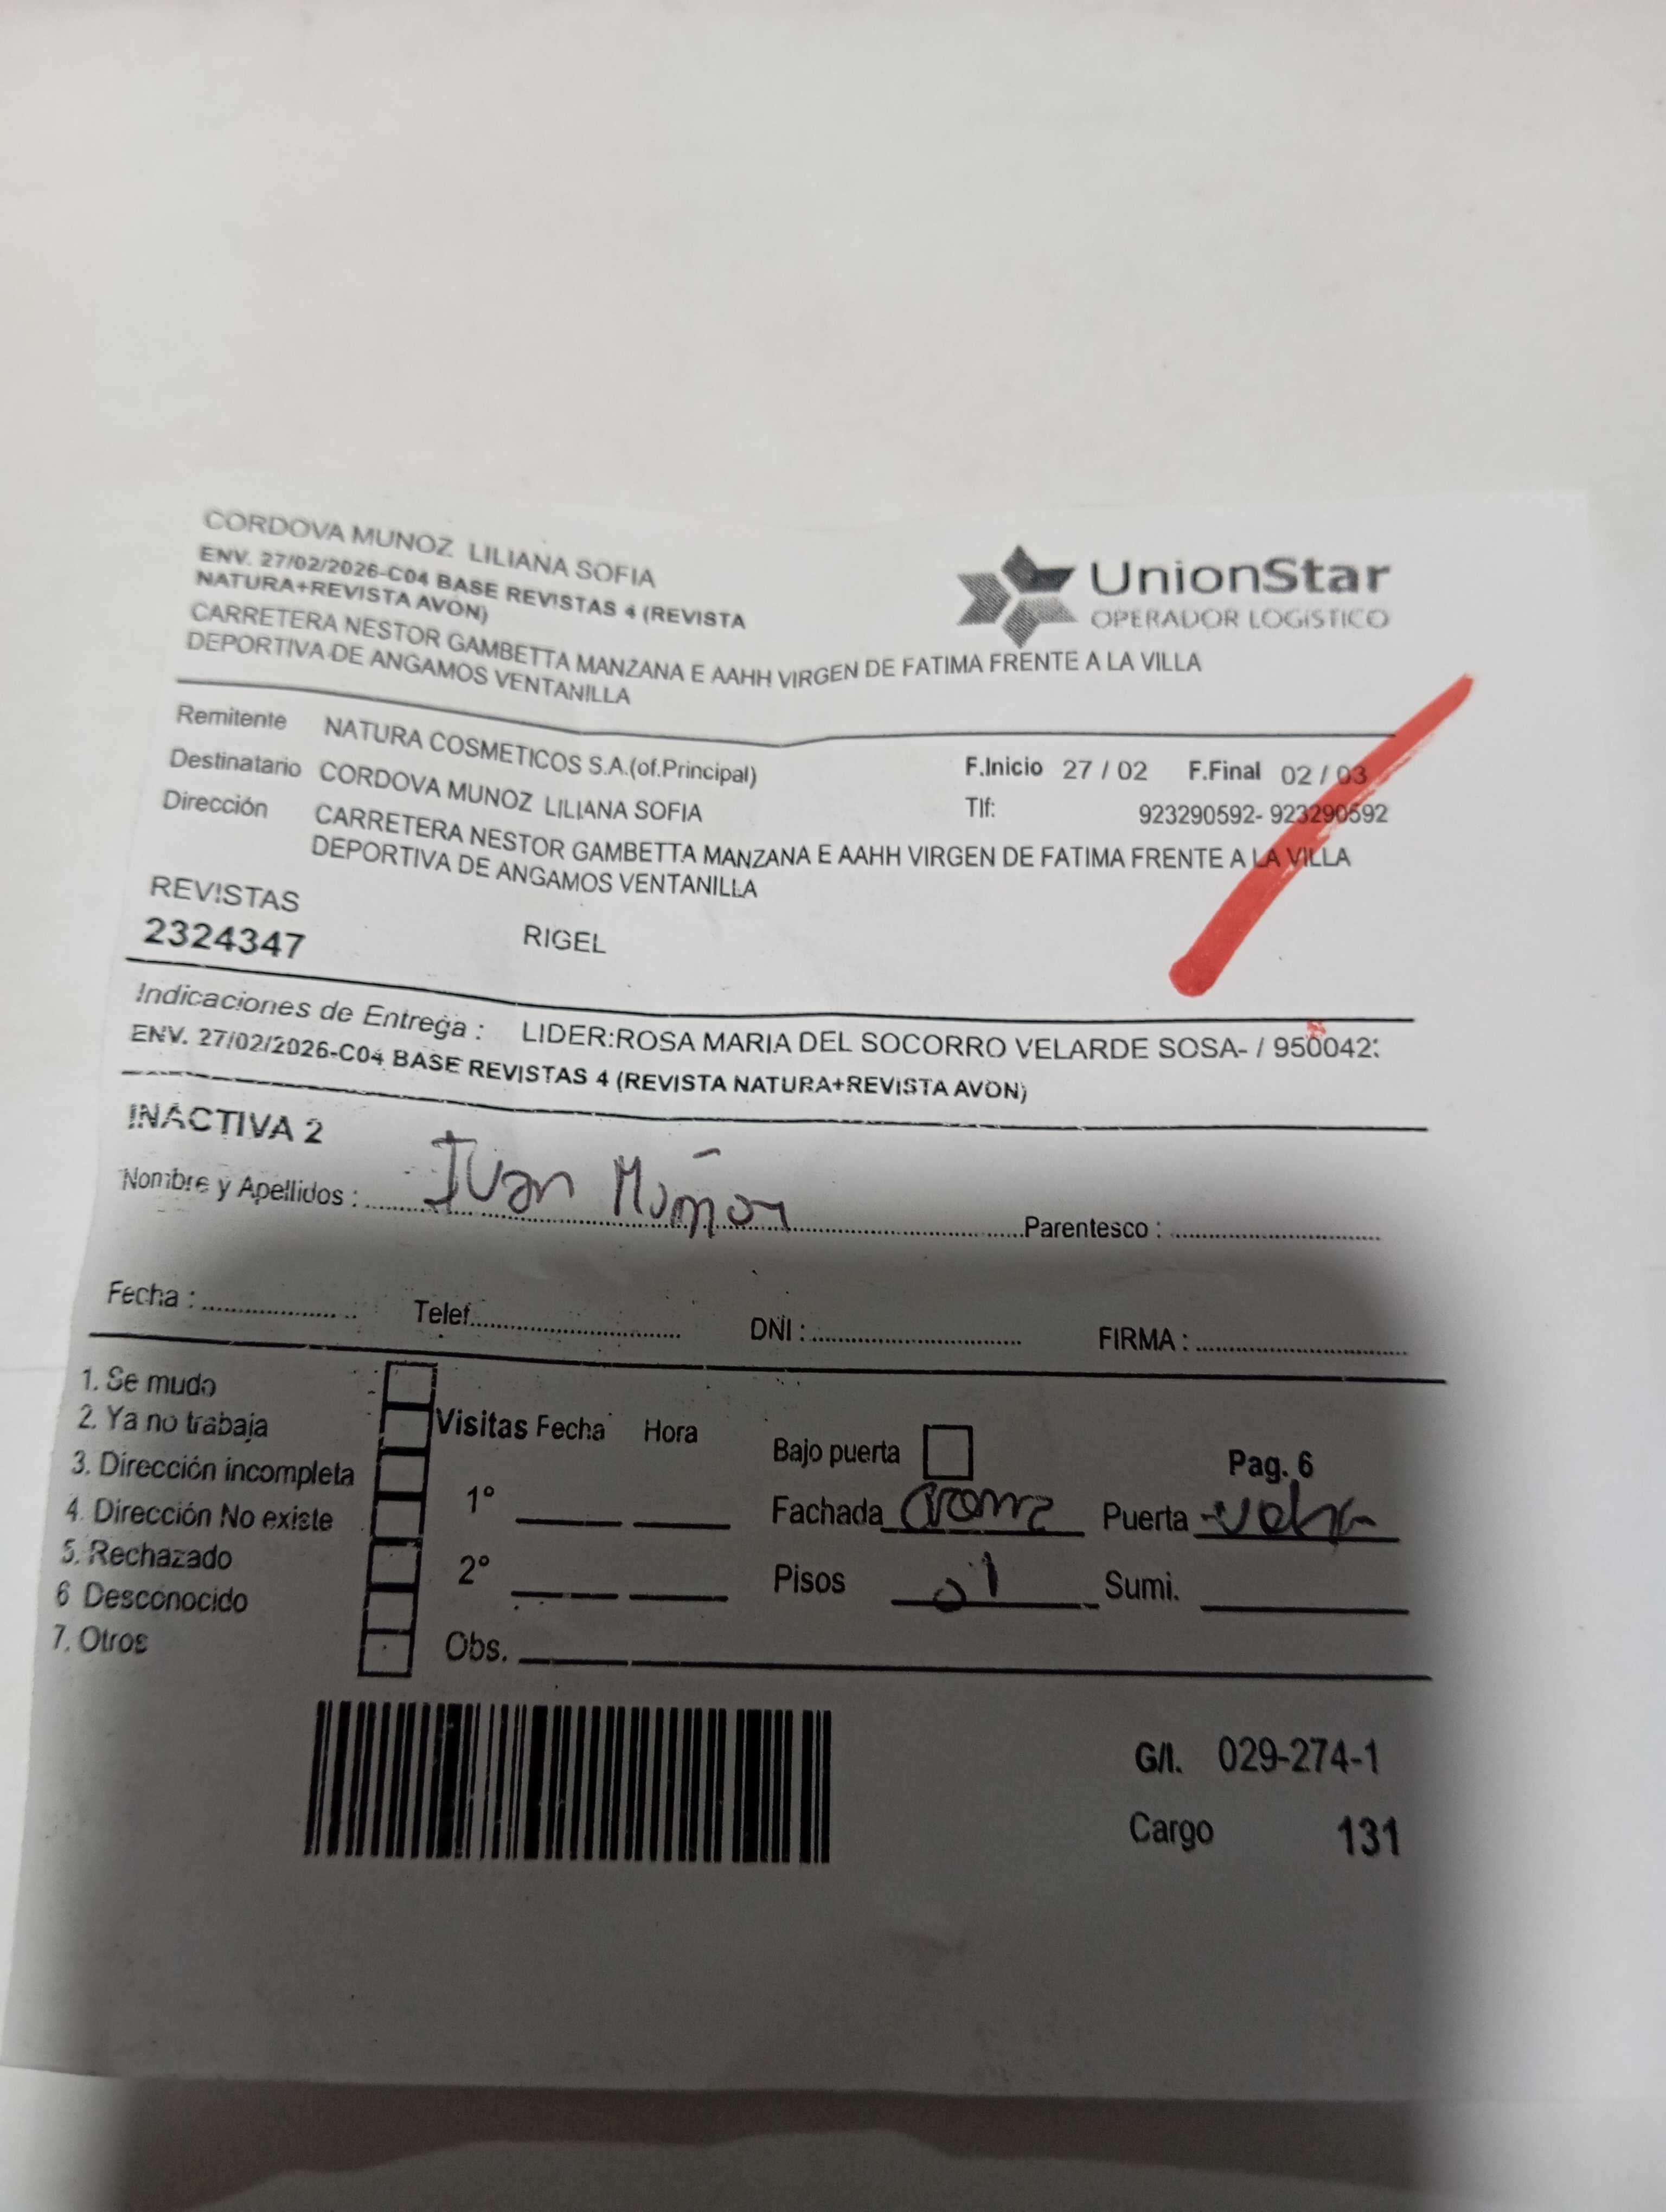 CORDOVA MUNOZ LILIANA SOFIA
ENV. 27/02/2026-C04 BASE REVISTAS 4 (REVISTA
NATURA+REVISTA AVON)
CARRETERA NESTOR GAMBETTA MANZANA E AAHH VIRGEN DE FATIMA FRENTE A LA VILLA
DEPORTIVA DE ANGAMOS VENTANILLA
UnionStar
OPERADOR LOGISTICO
Remitente NATURA COSMETICOS S.A.(of.Principal)
F.Inicio 27 / 02 F.Final 02 / 03
Destinatario CORDOVA MUNOZ LILIANA SOFIA
Tlf: 923290592- 923290592
Dirección CARRETERA NESTOR GAMBETTA MANZANA E AAHH VIRGEN DE FATIMA FRENTE A LA VILLA
DEPORTIVA DE ANGAMOS VENTANILLA
REVISTAS
2324347 RIGEL
Indicaciones de Entrega : LIDER:ROSA MARIA DEL SOCORRO VELARDE SOSA- / 950042
ENV. 27/02/2026-C04 BASE REVISTAS 4 (REVISTA NATURA+REVISTA AVON)
INACTIVA 2
Nombre y Apellidos : Ivan Muñoz Parentesco :
Fecha : Telef. DNI : FIRMA :
1. Se mudo
2. Ya no trabaja
3. Dirección incompleta
4. Dirección No existe
5. Rechazado
6 Desconocido
7. Otros
Visitas Fecha Hora
1°
2°
Obs.
Bajo puerta
Pag. 6
Fachada Puerta
Pisos 01 Sumi.
G/I. 029-274-1
Cargo 131